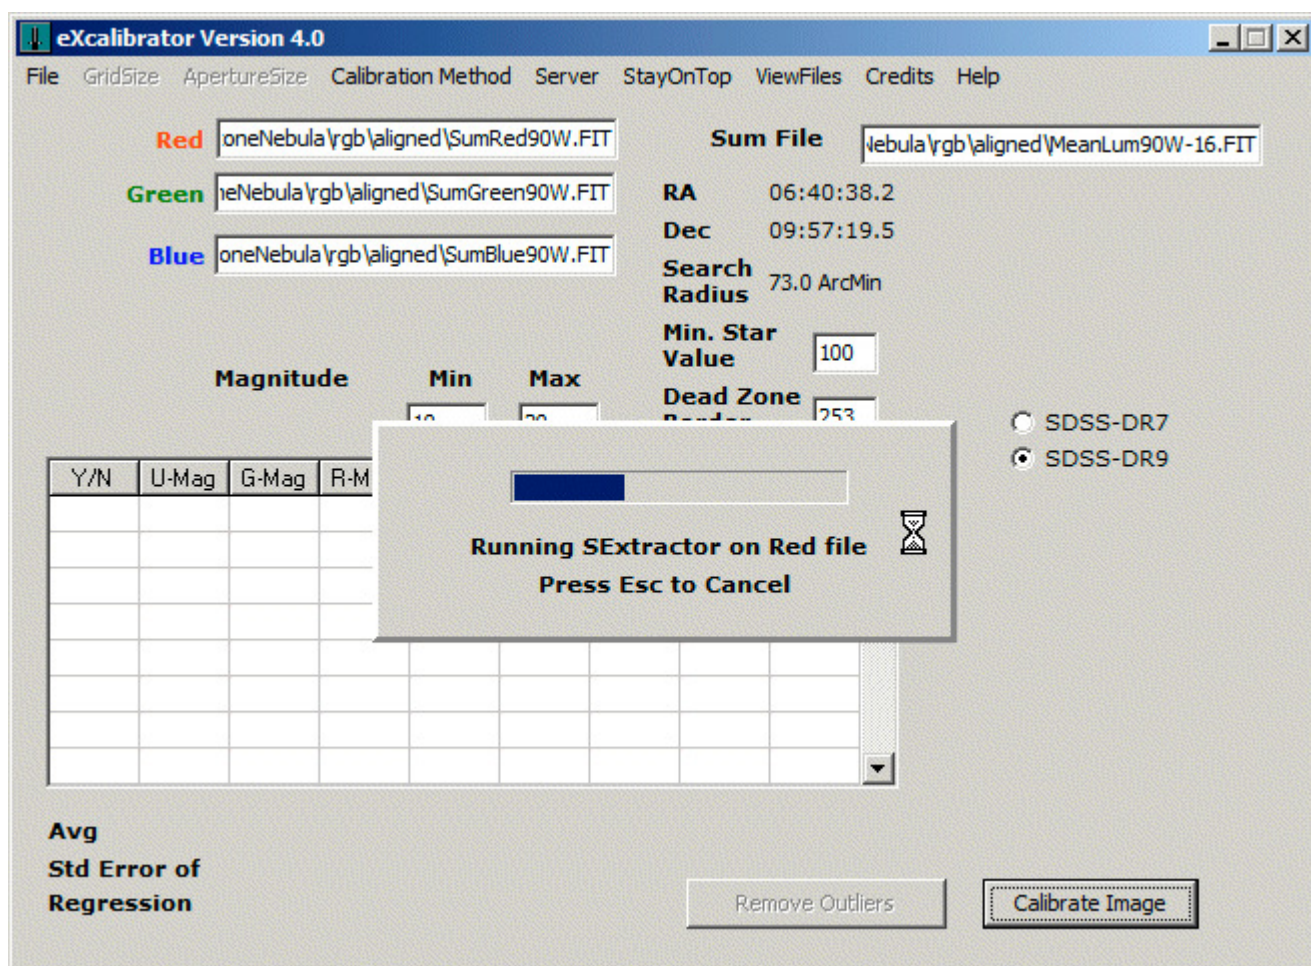 eXcalibrator Version 4.0
File GridSize ApertureSize Calibration Method Server StayOnTop ViewFiles Credits Help
Red :oneNebula\rgb\aligned\SumRed90W.FIT Sum File Nebula\rgb\aligned\MeanLum90W-16.FIT
Green neNebula\rgb\aligned\SumGreen90W.FIT RA 06:40:38.2
Dec 09:57:19.5
Blue oneNebula\rgb\aligned\SumBlue90W.FIT
Search
Radius 73.0 ArcMin
Min. Star
Value 100
Magnitude Min Max
Dead Zone
253
SDSS-DR7
SDSS-DR9
Y/N U-Mag G-Mag R-M
Running SExtractor on Red file
Press Esc to Cancel
Avg
Std Error of
Regression
Remove Outliers Calibrate Image